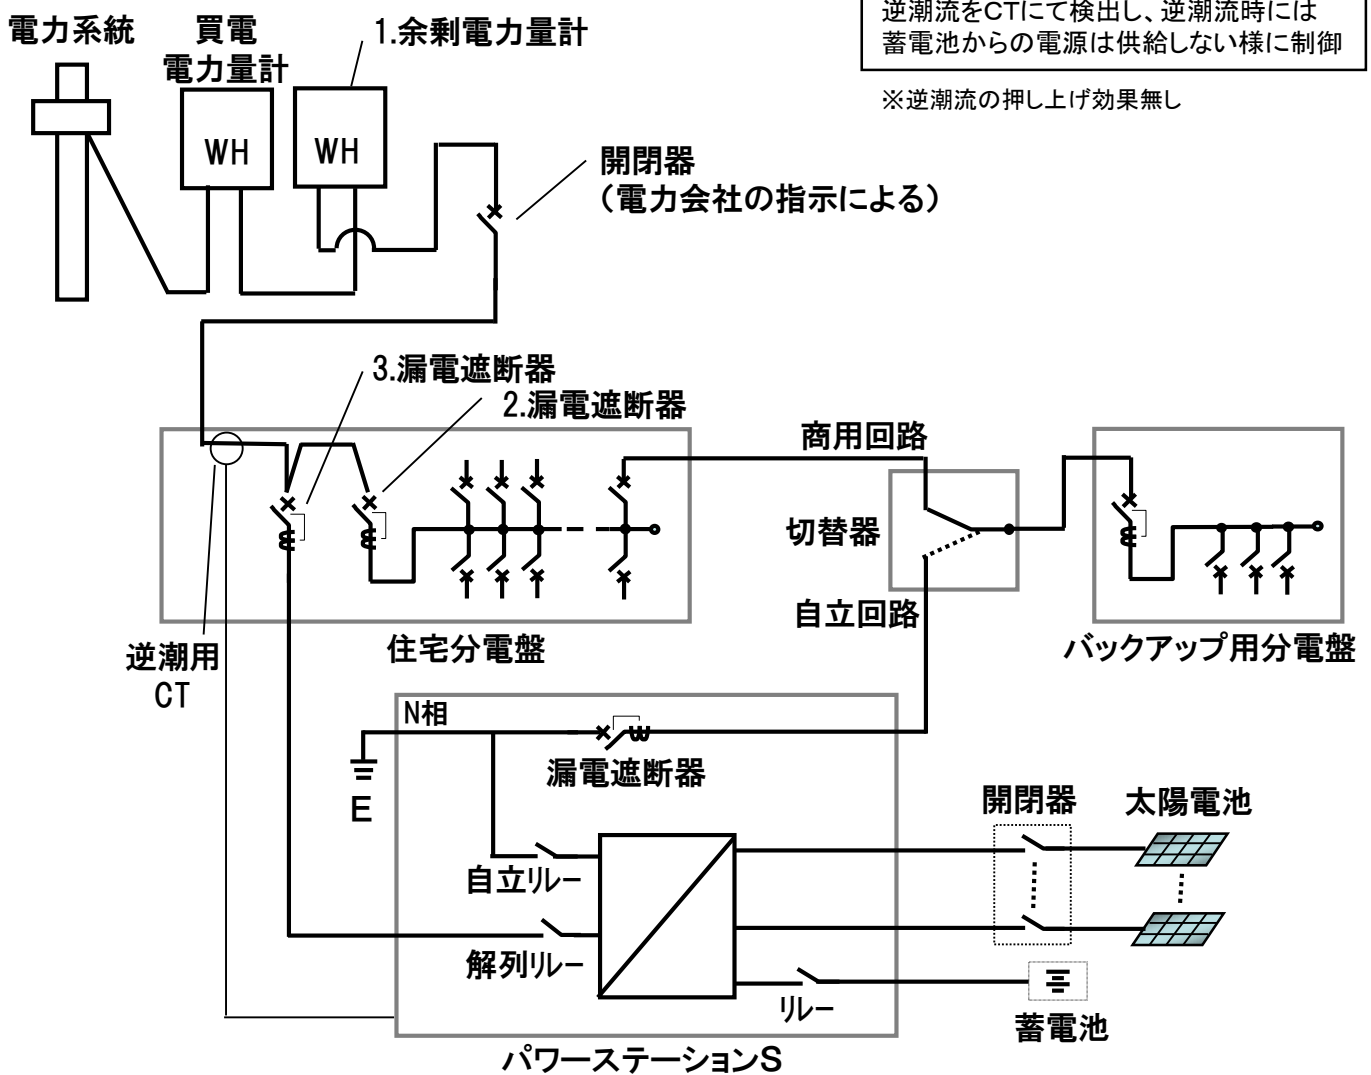 逆潮流をCTにて検出し、逆潮流時には
蓄電池からの電源は供給しない様に制御
※逆潮流の押し上げ効果無し
電力系統
買電
電力量計
1.余剰電力量計
WH
WH
開閉器
(電力会社の指示による)
3.漏電遮断器
2.漏電遮断器
商用回路
切替器
自立回路
住宅分電盤
バックアップ用分電盤
逆潮用
CT
N相
漏電遮断器
E
開閉器
太陽電池
自立リレー
解列リレー
リレー
蓄電池
パワーステーションS